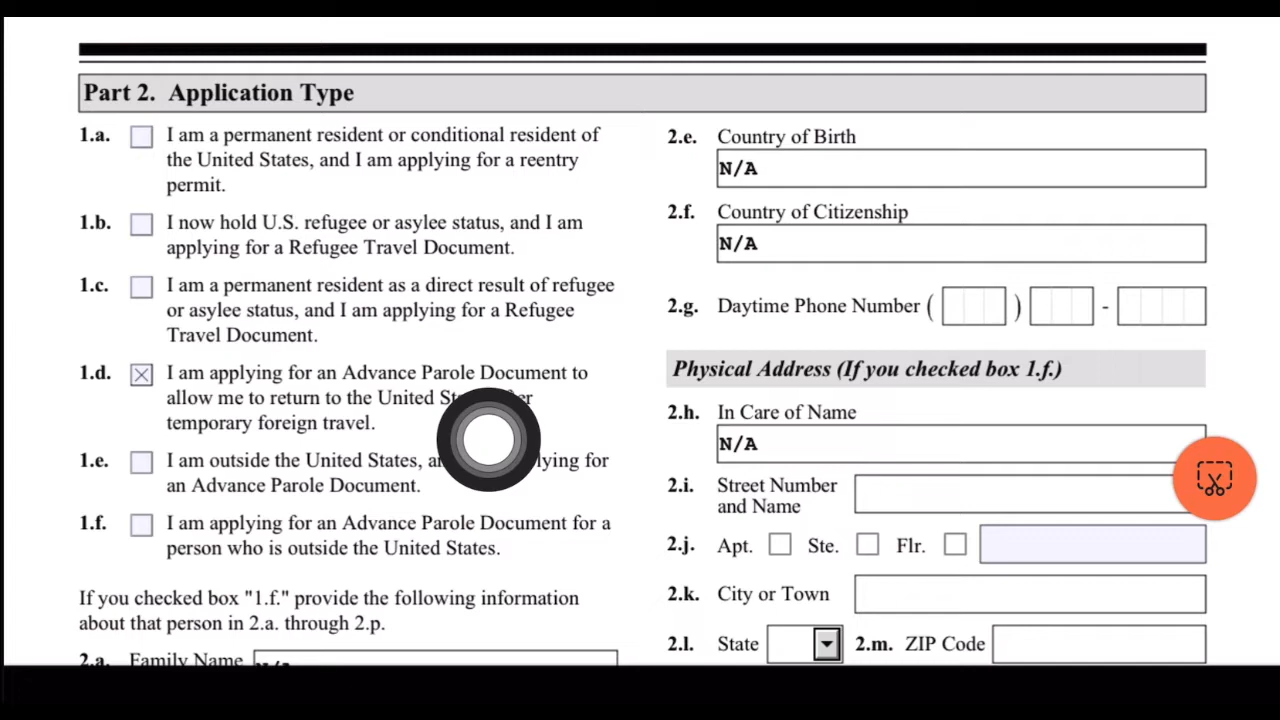 Part 2. Application Type
1.a. I am a permanent resident or conditional resident of
the United States, and I am applying for a reentry
permit.
1.b. I now hold U.S. refugee or asylee status, and I am
applying for a Refugee Travel Document.
1.c. I am a permanent resident as a direct result of refugee
or asylee status, and I am applying for a Refugee
Travel Document.
1.d. I am applying for an Advance Parole Document to
allow me to return to the United
temporary foreign travel.
1.e. I am outside the United States, applying for
an Advance Parole Document.
1.f. I am applying for an Advance Parole Document for a
person who is outside the United States.
If you checked box "1.f." provide the following information
about that person in 2.a. through 2.p.
2.a. Family Name N/A
2.e. Country of Birth
N/A
2.f. Country of Citizenship
N/A
2.g. Daytime Phone Number ( ) -
Physical Address (If you checked box 1.f.)
2.h. In Care of Name
N/A
2.i. Street Number
and Name
2.j. Apt. Ste. Flr.
2.k. City or Town
2.l. State 2.m. ZIP Code